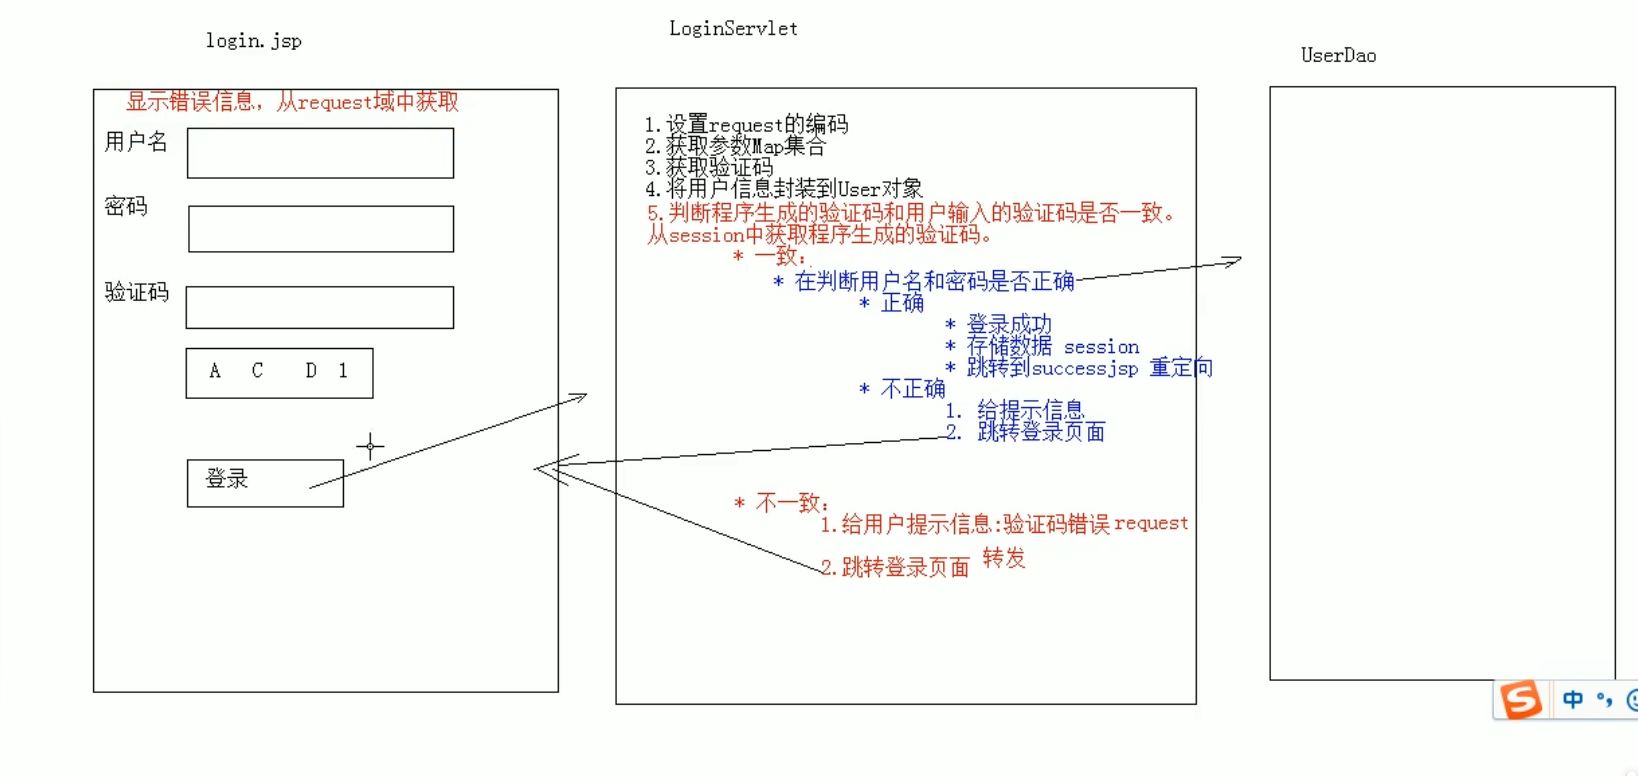 login.jsp
显示错误信息，从request域中获取
用户名
密码
验证码
A C D 1
登录
LoginServlet
1.设置request的编码
2.获取参数Map集合
3.获取验证码
4.将用户信息封装到User对象
5.判断程序生成的验证码和用户输入的验证码是否一致。
从session中获取程序生成的验证码。
* 一致：
* 在判断用户名和密码是否正确
* 正确
* 登录成功
* 存储数据 session
* 跳转到successjsp 重定向
* 不正确
1. 给提示信息
2. 跳转登录页面
* 不一致：
1.给用户提示信息:验证码错误 request
2.跳转登录页面 转发
UserDao
S 中 °，